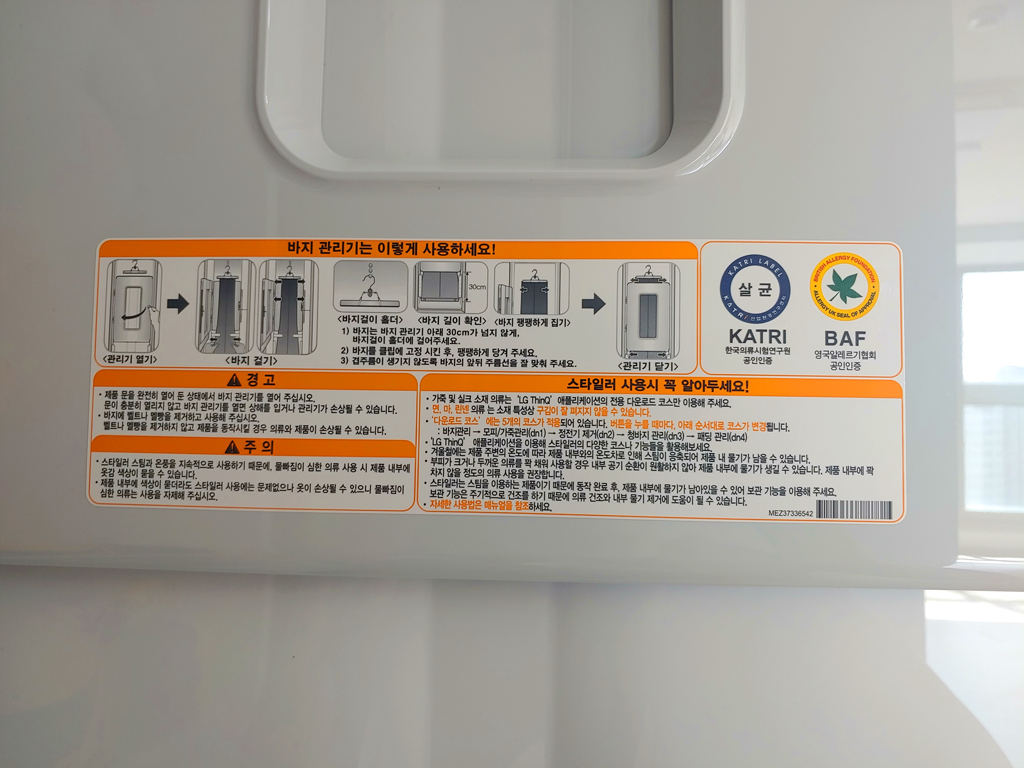 바지 관리기는 이렇게 사용하세요!
30cm
<관리기 열기>
<바지 걸기>
<바지걸이 홀더>
<바지 길이 확인>
<바지 팽팽하게 집기>
<관리기 닫기>
1) 바지는 바지 관리기 아래 30cm가 넘지 않게,
바지걸이 홀더에 걸어주세요.
2) 바지를 클립에 고정 시킨 후, 팽팽하게 당겨 주세요.
3) 겹주름이 생기지 않도록 바지의 앞뒤 주름선을 잘 맞춰 주세요.
KATRI LABEL
살균
KATRI
한국의류시험연구원
공인인증
BRITISH ALLERGY FOUNDATION
ALLERGY UK SEAL OF APPROVAL
BAF
영국알레르기협회
공인인증
경 고
• 제품 문을 완전히 열어 둔 상태에서 바지 관리기를 열어 주십시오.
문이 충분히 열리지 않고 바지 관리기를 열면 상해를 입거나 관리기가 손상될 수 있습니다.
• 바지에 벨트나 멜빵을 제거하고 사용해 주십시오.
벨트나 멜빵을 제거하지 않고 제품을 동작시킬 경우 의류와 제품이 손상될 수 있습니다.
주 의
• 스타일러 스팀과 온풍을 지속적으로 사용하기 때문에, 물빠짐이 심한 의류 사용 시 제품 내부에
옷감 색상이 묻을 수 있습니다.
• 제품 내부에 색상이 묻더라도 스타일러 사용에는 문제없으나 옷이 손상될 수 있으니 물빠짐이
심한 의류는 사용을 자제해 주십시오.
스타일러 사용시 꼭 알아두세요!
• 가죽 및 실크 소재 의류는 'LG ThinQ' 애플리케이션의 전용 다운로드 코스만 이용해 주세요.
• 면, 마, 린넨 의류 는 소재 특성상 구김이 잘 펴지지 않을 수 있습니다.
• '다운로드 코스' 에는 5개의 코스가 적용되어 있습니다. 버튼을 누를 때마다, 아래 순서대로 코스가 변경됩니다.
: 바지관리 → 모피/가죽관리(dn1) → 정전기 제거(dn2) → 청바지 관리(dn3) → 패딩 관리(dn4)
• 'LG ThinQ' 애플리케이션을 이용해 스타일러의 다양한 코스나 기능들을 활용해보세요.
• 겨울철에는 제품 주변의 온도에 따라 제품 내부와의 온도차로 인해 스팀이 응축되어 제품 내 물기가 남을 수 있습니다.
• 부피가 크거나 두꺼운 의류를 꽉 채워 사용할 경우 내부 공기 순환이 원활하지 않아 제품 내부에 물기가 생길 수 있습니다. 제품 내부에 꽉
차지 않을 정도의 의류 사용을 권장합니다.
• 스타일러는 스팀을 이용하는 제품이기 때문에 동작 완료 후, 제품 내부에 물기가 남아있을 수 있어 보관 기능을 이용해 주세요.
보관 기능은 주기적으로 건조를 하기 때문에 의류 건조와 내부 물기 제거에 도움이 될 수 있습니다.
• 자세한 사용법은 메뉴얼을 참조하세요.
MEZ37336542